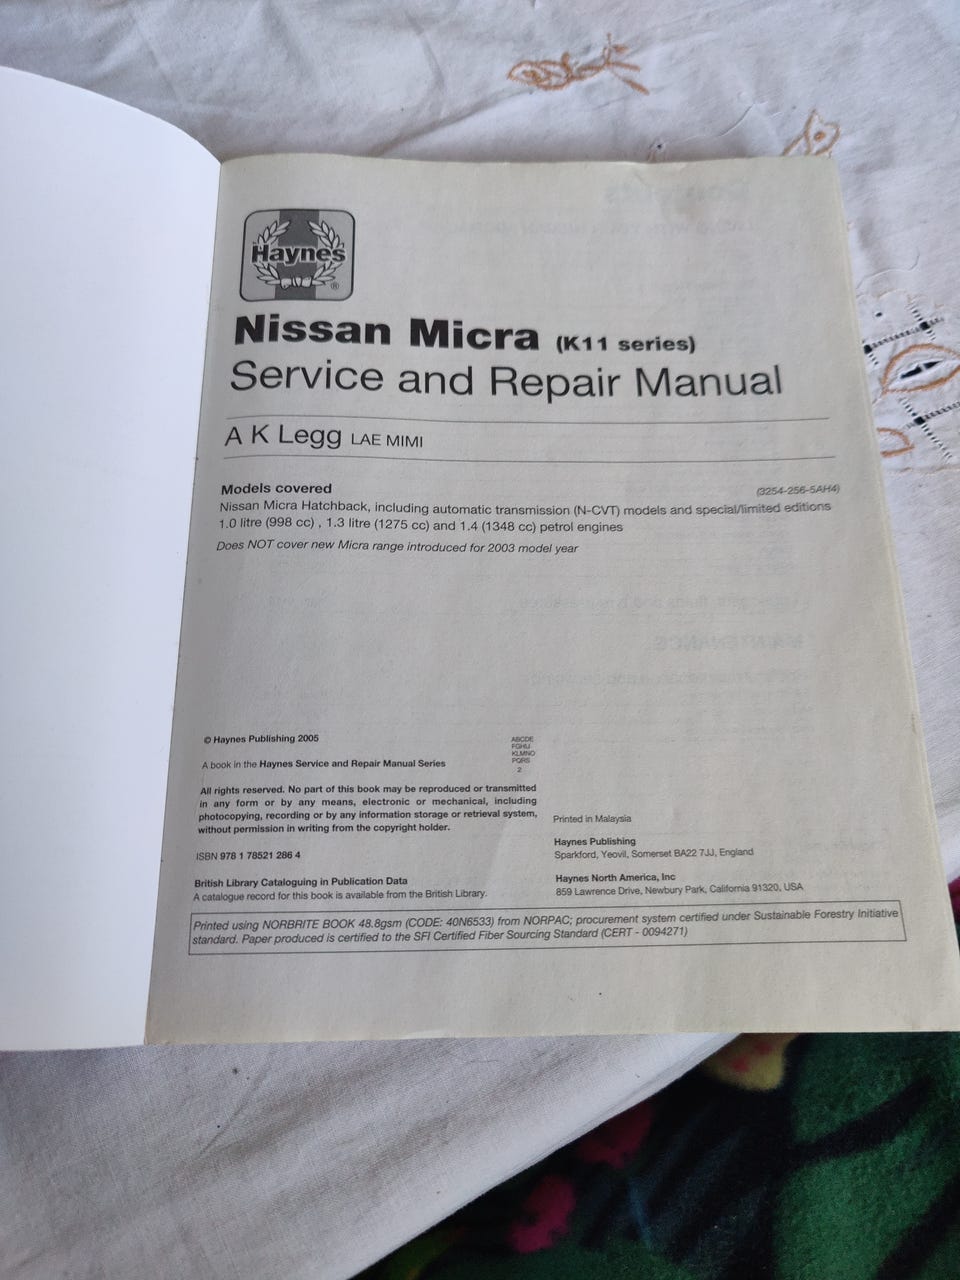 Haynes
®
Nissan Micra (K11 series)
Service and Repair Manual
A K Legg LAE MIMI
Models covered
(3254-256-5AH4)
Nissan Micra Hatchback, including automatic transmission (N-CVT) models and special/limited editions
1.0 litre (998 cc) , 1.3 litre (1275 cc) and 1.4 (1348 cc) petrol engines
Does NOT cover new Micra range introduced for 2003 model year
© Haynes Publishing 2005
A book in the Haynes Service and Repair Manual Series
All rights reserved. No part of this book may be reproduced or transmitted
in any form or by any means, electronic or mechanical, including
photocopying, recording or by any information storage or retrieval system,
without permission in writing from the copyright holder.
ISBN 978 1 78521 286 4
British Library Cataloguing in Publication Data
A catalogue record for this book is available from the British Library.
ABCDE
FGHIJ
KLMNO
PQRS
2
Printed in Malaysia
Haynes Publishing
Sparkford, Yeovil, Somerset BA22 7JJ, England
Haynes North America, Inc
859 Lawrence Drive, Newbury Park, California 91320, USA
Printed using NORBRITE BOOK 48.8gsm (CODE: 40N6533) from NORPAC; procurement system certified under Sustainable Forestry Initiative
standard. Paper produced is certified to the SFI Certified Fiber Sourcing Standard (CERT - 0094271)